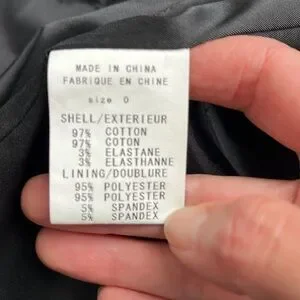 MADE IN CHINA
FABRIQUE EN CHINE
size 0
SHELL/EXTERIEUR
97% COTTON
97% COTON
3% ELASTANE
3% ELASTHANNE
LINING/DOUBLURE
95% POLYESTER
95% POLYESTER
5% SPANDEX
5% SPANDEX